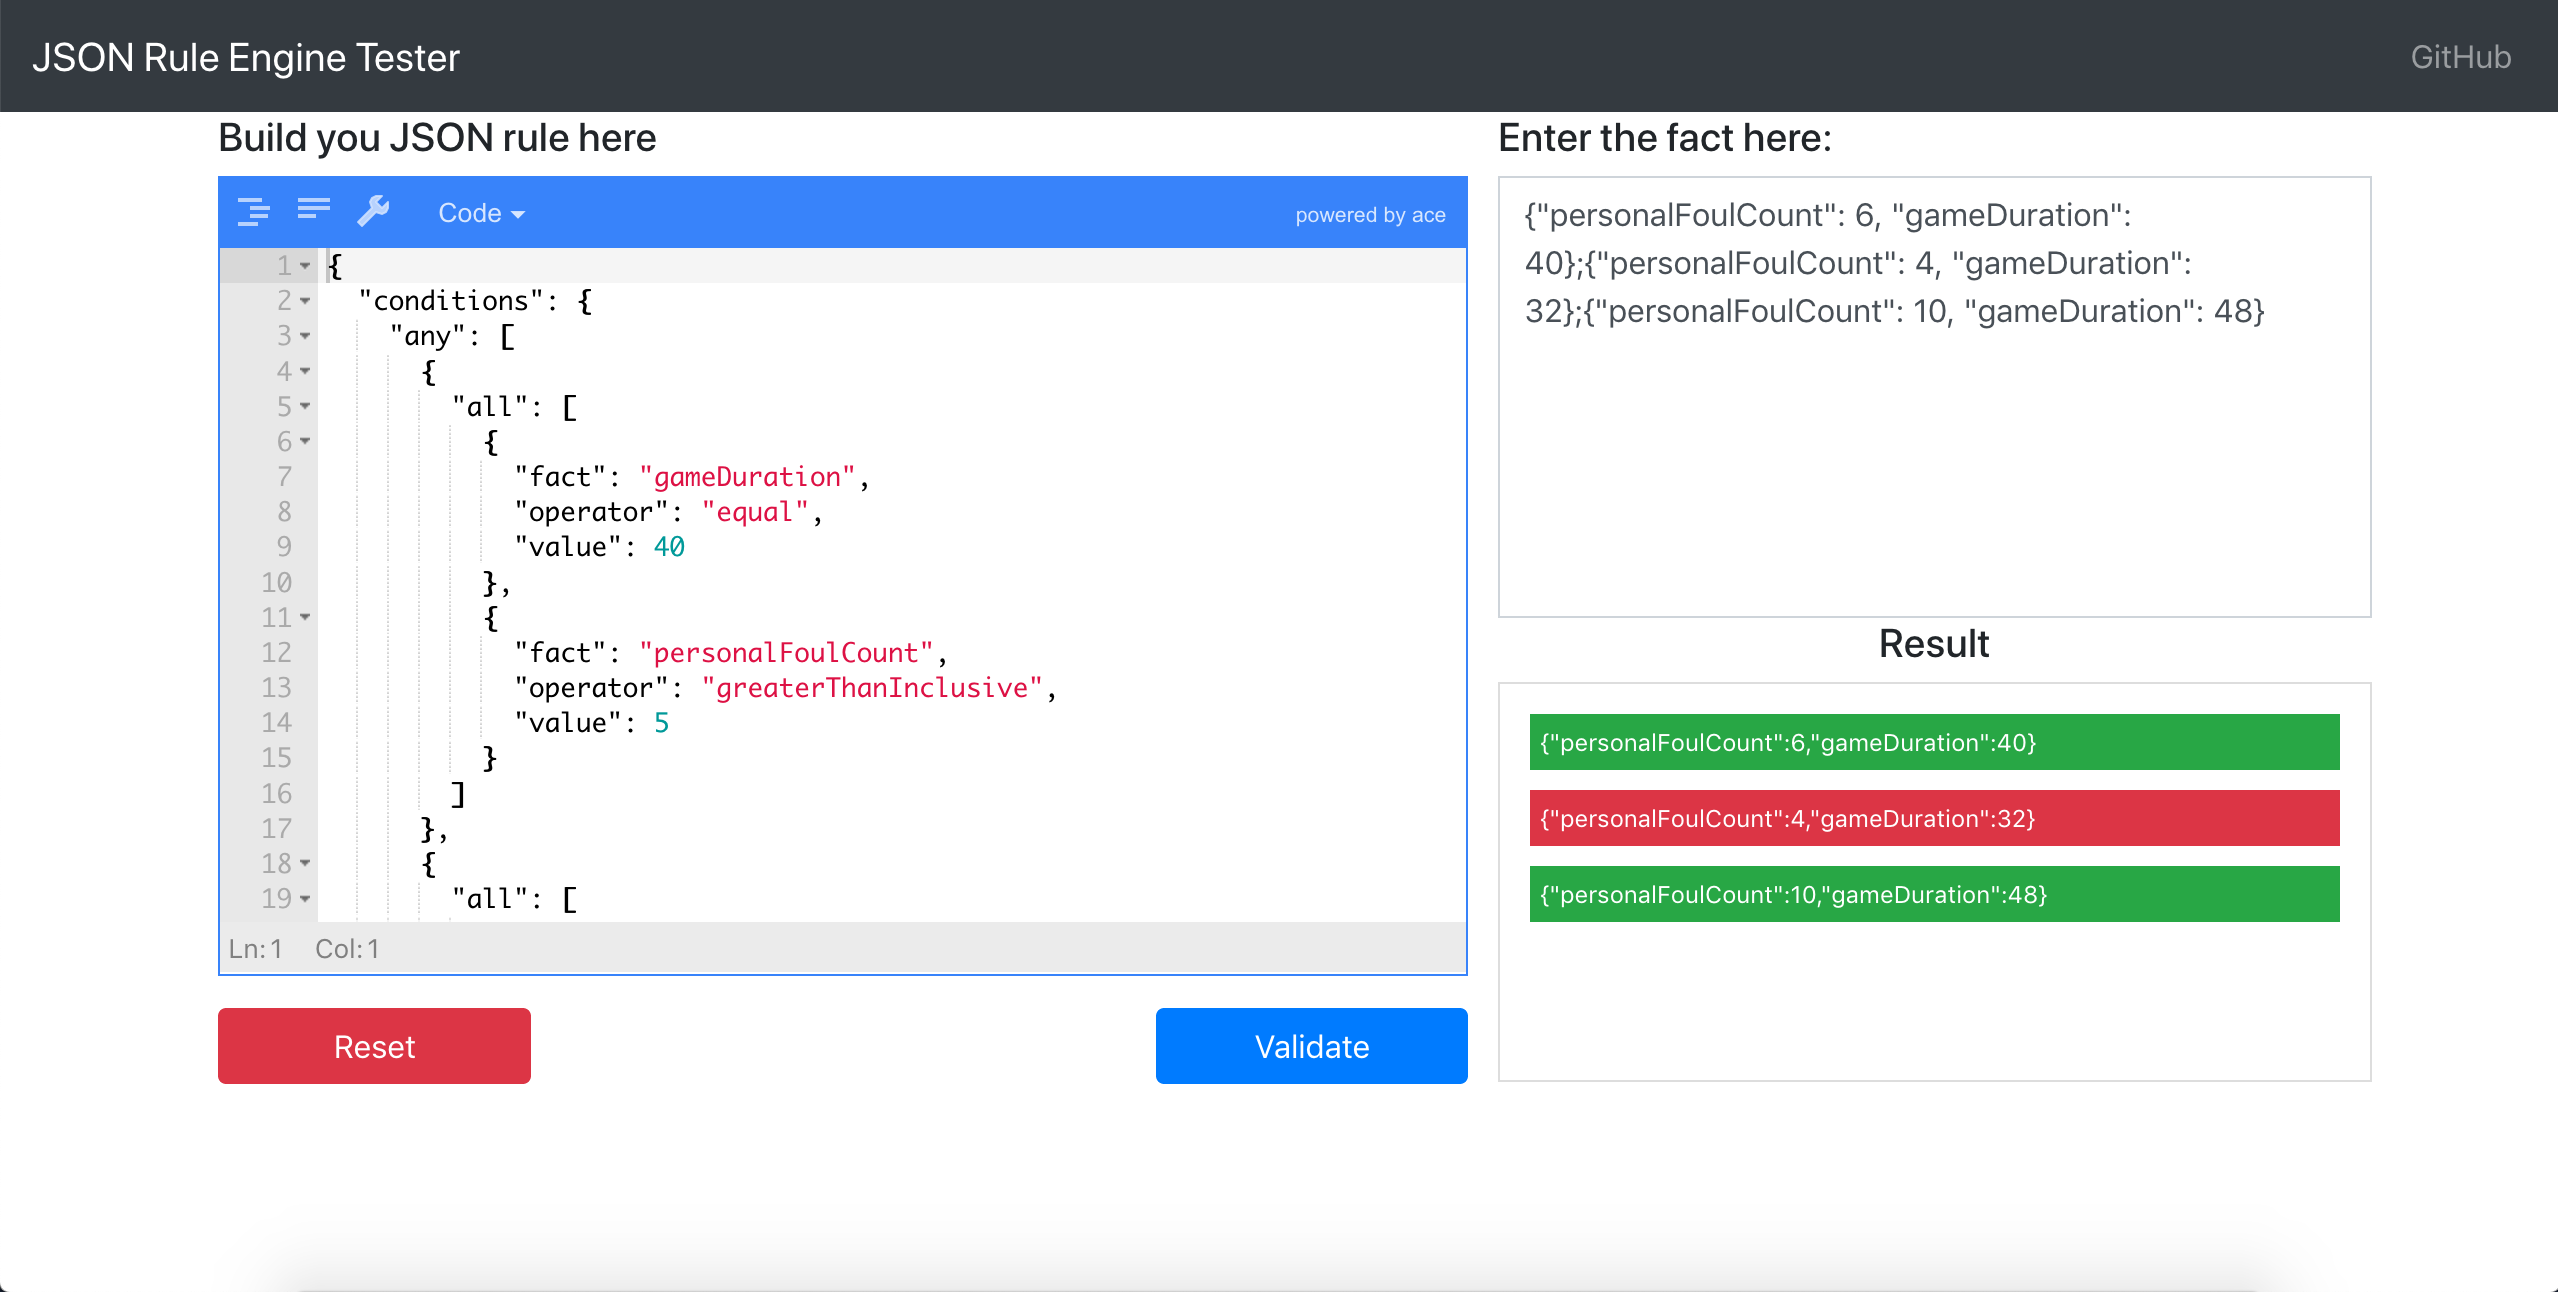 JSON Rule Engine Tester
GitHub
Build you JSON rule here
Code
powered by ace
1 {
2 "conditions": {
3 "any": [
4 {
5 "all": [
6 {
7 "fact": "gameDuration",
8 "operator": "equal",
9 "value": 40
10 },
11 {
12 "fact": "personalFoulCount",
13 "operator": "greaterThanInclusive",
14 "value": 5
15 }
16 ]
17 },
18 {
19 "all": [
Ln:1 Col:1
Reset
Validate
Enter the fact here:
{"personalFoulCount": 6, "gameDuration":
40};{"personalFoulCount": 4, "gameDuration":
32};{"personalFoulCount": 10, "gameDuration": 48}
Result
{"personalFoulCount":6,"gameDuration":40}
{"personalFoulCount":4,"gameDuration":32}
{"personalFoulCount":10,"gameDuration":48}